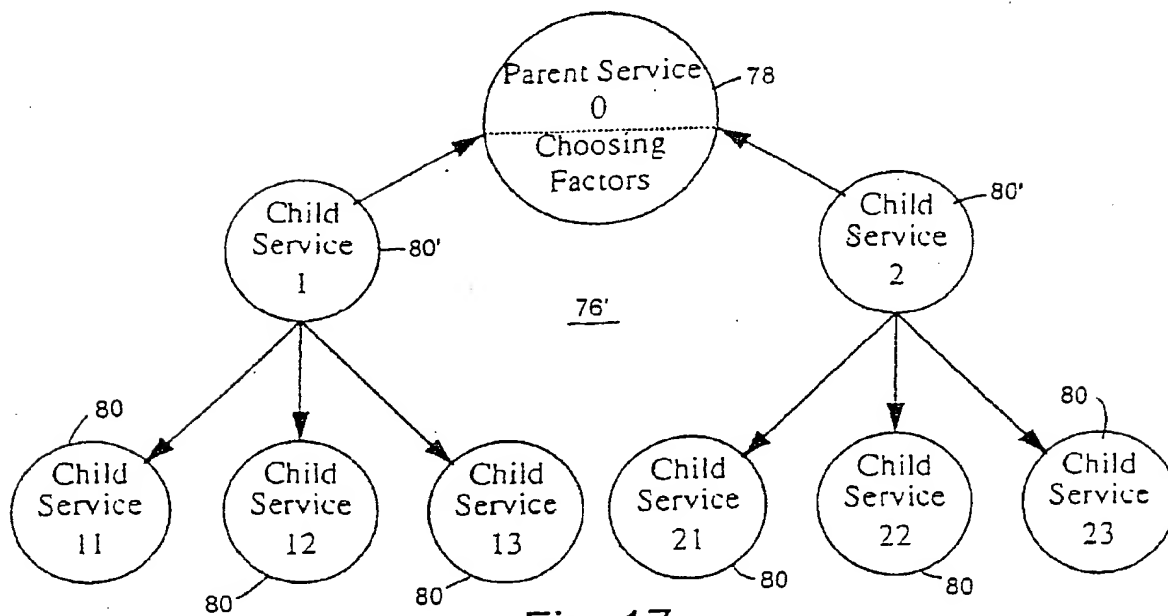 Parent Service
0
Choosing
Factors
78
Child
Service
1
80'
Child
Service
2
80'
76'
80
Child
Service
11
Child
Service
12
80
Child
Service
13
80
Child
Service
21
80
Child
Service
22
80
80
Child
Service
23
Fig. 17